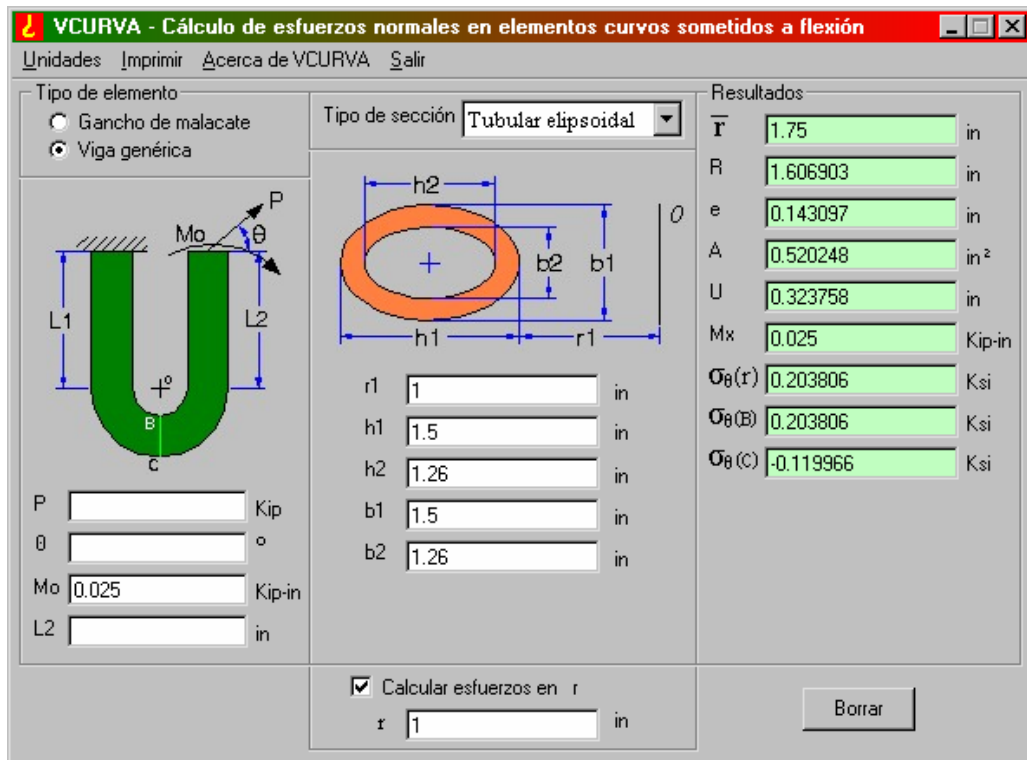 VCURVA - Cálculo de esfuerzos normales en elementos curvos sometidos a flexión
Unidades Imprimir Acerca de VCURVA Salir
Tipo de elemento
Gancho de malacate
Viga genérica
P
Mo
θ
L1
L2
o
B
C
P Kip
θ °
Mo 0.025 Kip-in
L2 in
Tipo de sección Tubular elipsoidal
h2
O
b2 b1
h1 r1
r1 1 in
h1 1.5 in
h2 1.26 in
b1 1.5 in
b2 1.26 in
Calcular esfuerzos en r
r 1 in
Resultados
r̅ 1.75 in
R 1.606903 in
e 0.143097 in
A 0.520248 in²
U 0.323758 in
Mx 0.025 Kip-in
σθ(r) 0.203806 Ksi
σθ(B) 0.203806 Ksi
σθ(C) -0.119966 Ksi
Borrar